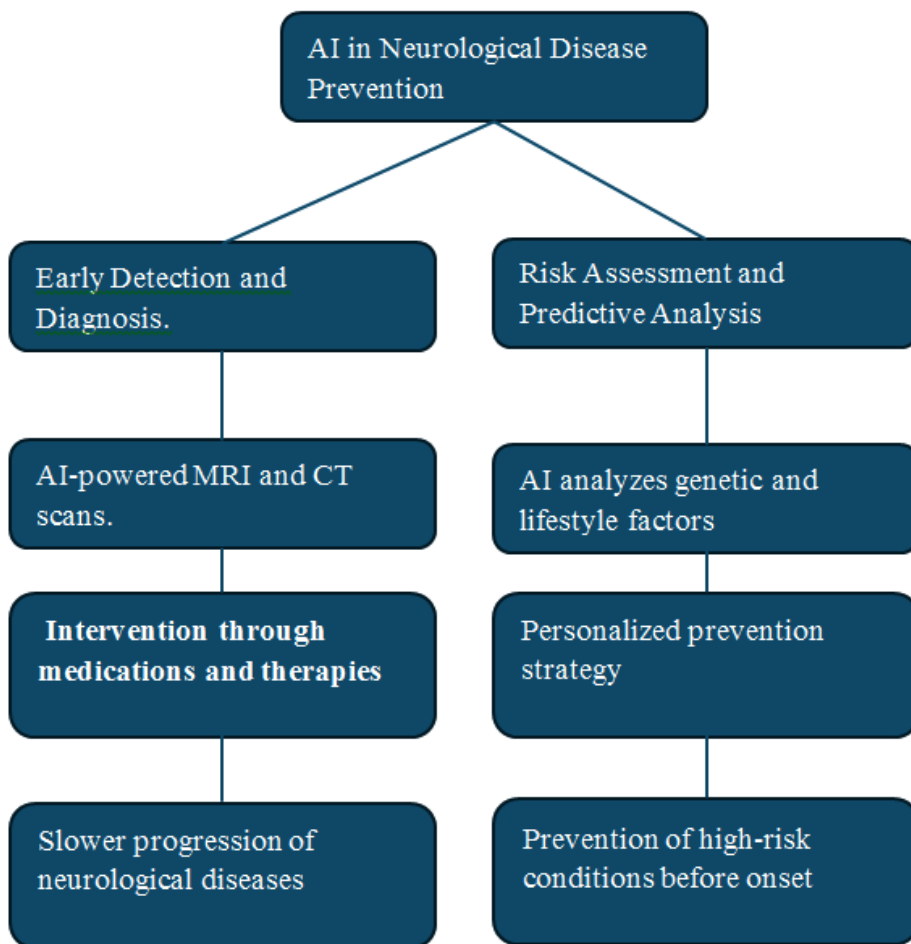 AI in Neurological Disease
Prevention
Early Detection and
Diagnosis.
Risk Assessment and
Predictive Analysis
AI-powered MRI and CT
scans.
AI analyzes genetic and
lifestyle factors
Intervention through
medications and therapies
Personalized prevention
strategy
Slower progression of
neurological diseases
Prevention of high-risk
conditions before onset